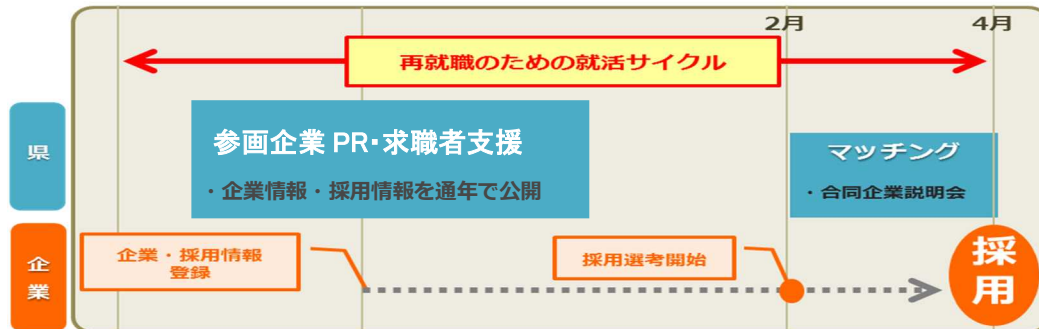 2月
4月
再就職のための就活サイクル
県
参画企業 PR・求職者支援
・企業情報・採用情報を通年で公開
マッチング
・合同企業説明会
企業
企業・採用情報
登録
採用選考開始
採用